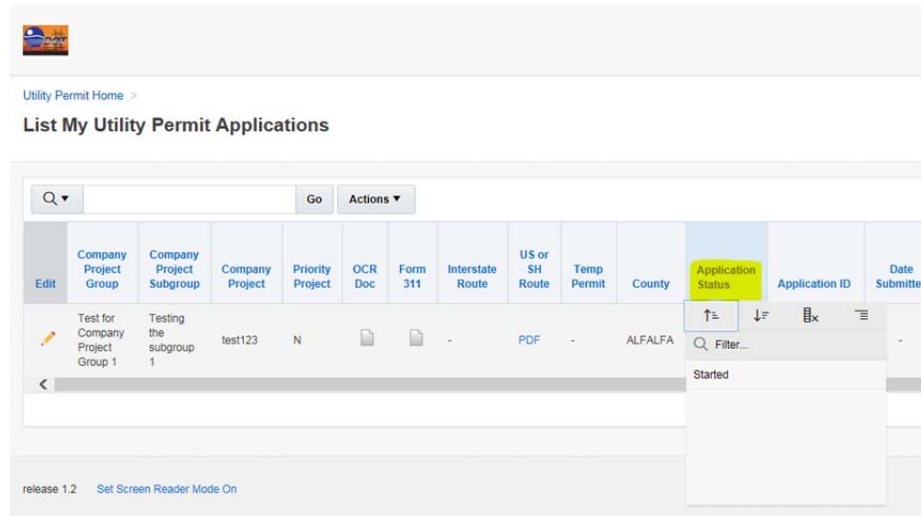 Utility Permit Home >
List My Utility Permit Applications
Go
Actions
Edit
Company
Project
Group
Company
Project
Subgroup
Company
Project
Priority
Project
OCR
Doc
Form
311
Interstate
Route
US or
SH
Route
Temp
Permit
County
Application
Status
Application ID
Date
Submitte
Test for
Company
Project
Group 1
Testing
the
subgroup
1
test123
N
-
PDF
-
ALFALFA
-
Filter...
Started
release 1.2 Set Screen Reader Mode On